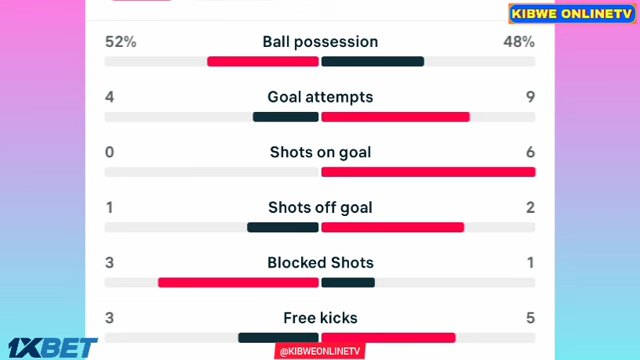 KIBWE ONLINETV
52% Ball possession 48%
4 Goal attempts 9
0 Shots on goal 6
1 Shots off goal 2
3 Blocked Shots 1
3 Free kicks 5
1XBET
@KIBWEONLINETV